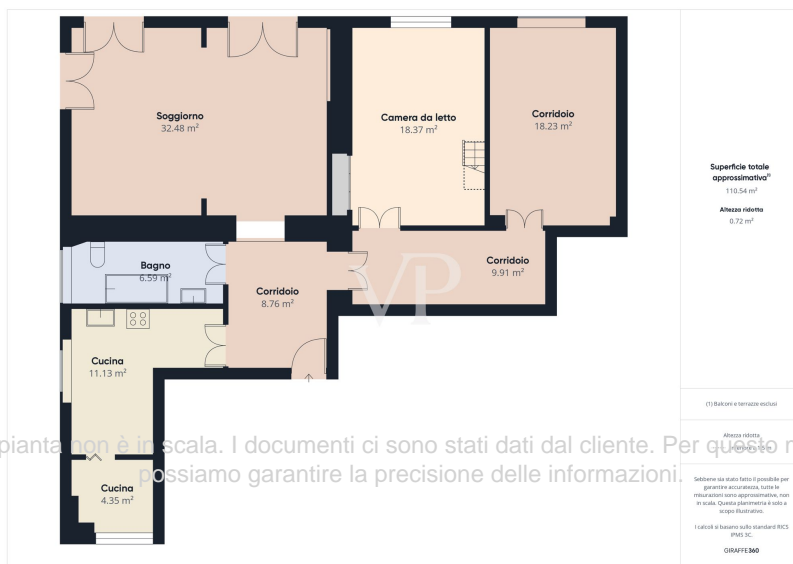 Soggiorno
32.48 m²
Camera da letto
18.37 m²
Corridoio
18.23 m²
Bagno
6.59 m²
Corridoio
8.76 m²
Corridoio
9.91 m²
Cucina
11.13 m²
Cucina
4.35 m²
VP
pianta non è in scala. I documenti ci sono stati dati dal cliente. Per questo
possiamo garantire la precisione delle informazioni.
Superficie totale
approssimativa⁽¹⁾
110.54 m²
Altezza ridotta
0.72 m²
(1) Balconi e terrazze esclusi
Altezza ridotta
Sebbene sia stato fatto il possibile per
garantire accuratezza, tutte le
misurazioni sono approssimative, non
in scala. Questa planimetria è solo a
scopo illustrativo.
I calcoli si basano sullo standard RICS
IPMS 3C.
GIRAFFE360